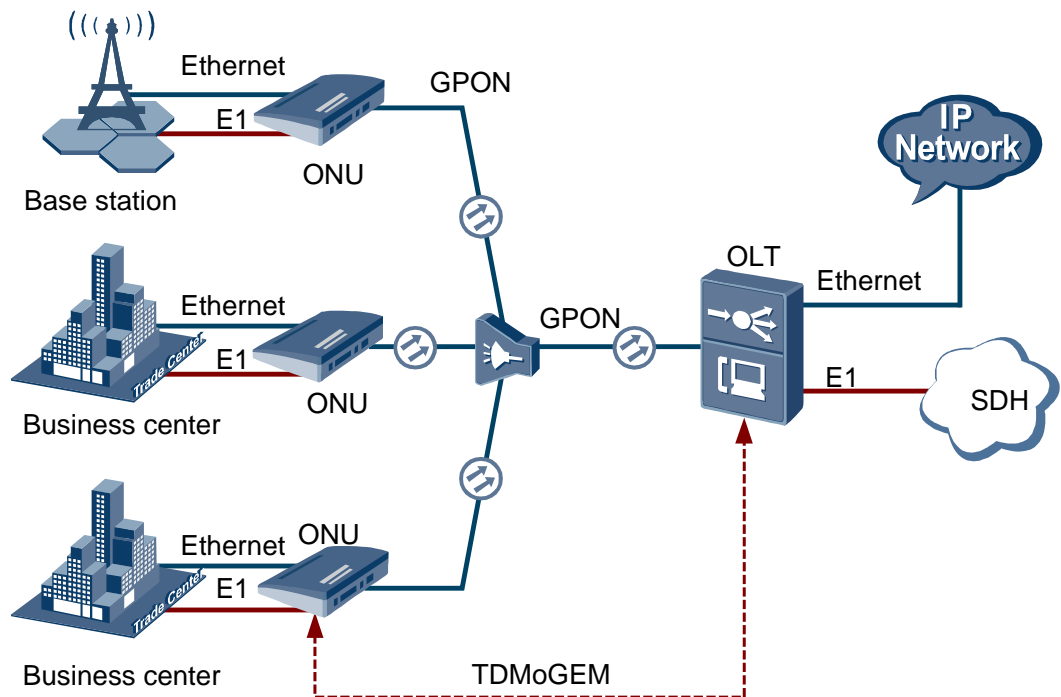 Ethernet
GPON
E1
ONU
Base station
IP
Network
OLT
Ethernet
Ethernet
GPON
E1
Trade Center
ONU
E1
SDH
Business center
ONU
Ethernet
E1
Trade Center
Business center
TDMoGEM